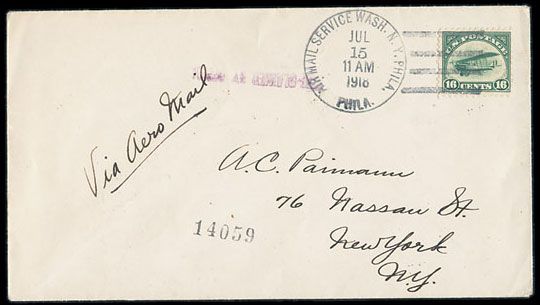 AIR MAIL SERVICE WASH. N.Y. PHILA.
JUL
15
11 AM
1918
PHILA.
U.S. POSTAGE
16 CENTS 16
Via Aero Mail
A.C. Paimann
76 Nassau St.
New York
N.Y.
14059